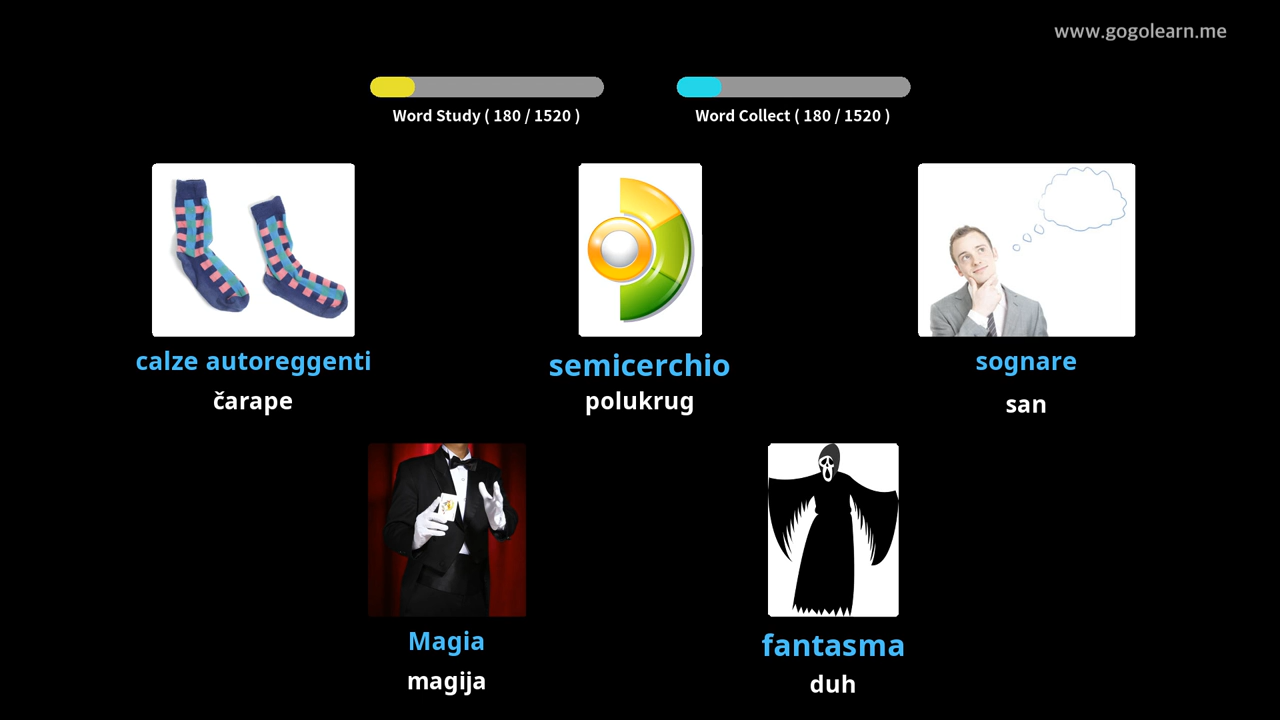 www.gogolearn.me
Word Study ( 180 / 1520 )
Word Collect ( 180 / 1520 )
calze autoreggenti
čarape
semicerchio
polukrug
sognare
san
Magia
magija
fantasma
duh